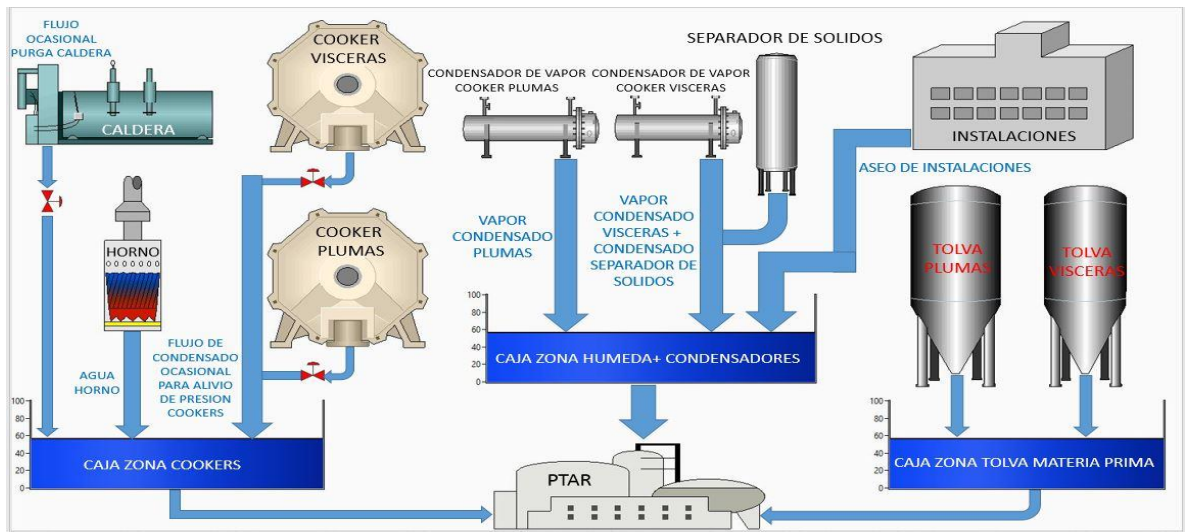 FLUJO
OCASIONAL
PURGA CALDERA
CALDERA
COOKER
VISCERAS
CONDENSADOR DE VAPOR
COOKER PLUMAS
CONDENSADOR DE VAPOR
COOKER VISCERAS
SEPARADOR DE SOLIDOS
INSTALACIONES
ASEO DE INSTALACIONES
HORNO
COOKER
PLUMAS
VAPOR
CONDENSADO
PLUMAS
VAPOR
CONDENSADO
VISCERAS +
CONDENSADO
SEPARADOR DE
SOLIDOS
TOLVA
PLUMAS
TOLVA
VISCERAS
AGUA
HORNO
FLUJO DE
CONDENSADO
OCASIONAL
PARA ALIVIO
DE PRESION
COOKERS
100
80
60
40
20
0
CAJA ZONA HUMEDA+ CONDENSADORES
100
80
60
40
20
0
CAJA ZONA COOKERS
PTAR
100
80
60
40
20
0
CAJA ZONA TOLVA MATERIA PRIMA